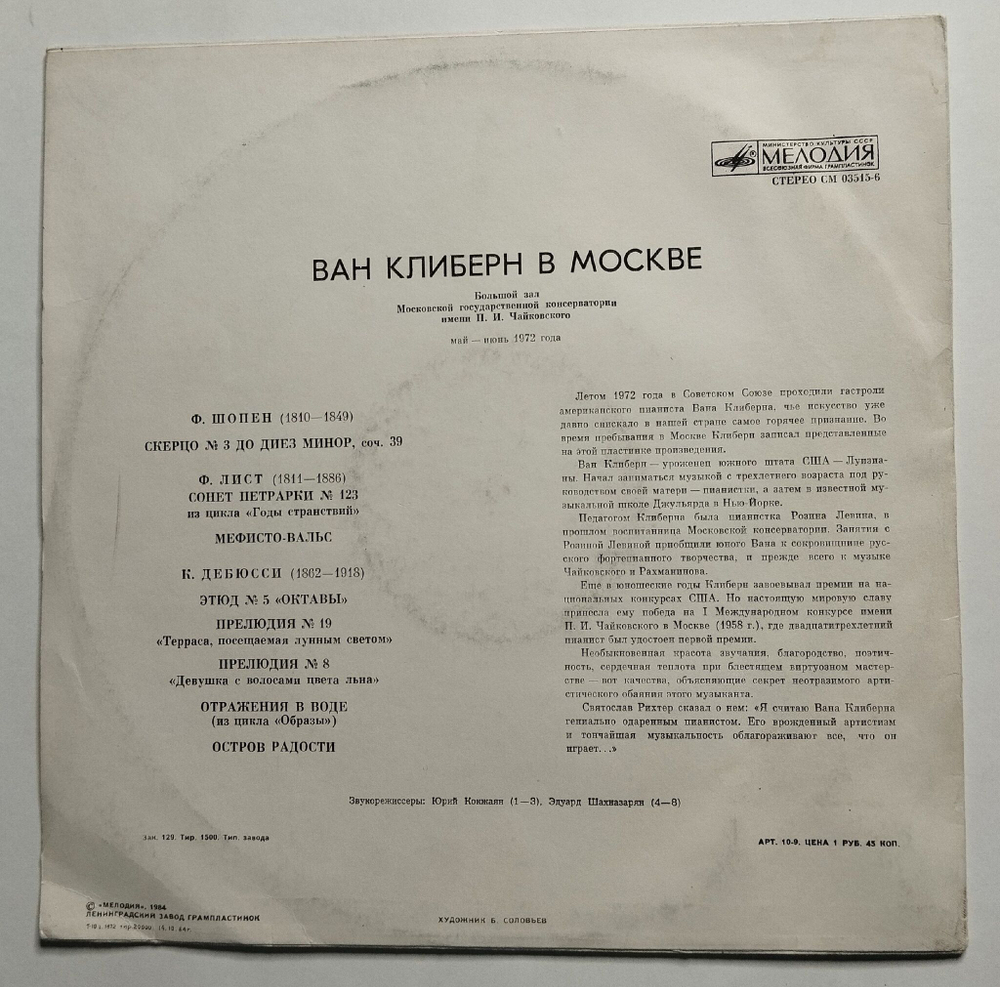 МИНИСТЕРСТВО КУЛЬТУРЫ СССР
МЕЛОДИЯ
ВСЕСОЮЗНАЯ ФИРМА ГРАМПЛАСТИНОК
СТЕРЕО СМ 03515-6
ВАН КЛИБЕРН В МОСКВЕ
Большой зал
Московской государственной консерватории
имени П. И. Чайковского
май — июнь 1972 года
Ф. ШОПЕН (1810—1849)
СКЕРЦО № 3 ДО ДИЕЗ МИНОР, соч. 39
Ф. ЛИСТ (1811—1886)
СОНЕТ ПЕТРАРКИ № 123
из цикла «Годы странствий»
МЕФИСТО-ВАЛЬС
К. ДЕБЮССИ (1862—1918)
ЭТЮД № 5 «ОКТАВЫ»
ПРЕЛЮДИЯ № 19
«Терраса, посещаемая лунным светом»
ПРЕЛЮДИЯ № 8
«Девушка с волосами цвета льна»
ОТРАЖЕНИЯ В ВОДЕ
(из цикла «Образы»)
ОСТРОВ РАДОСТИ
Летом 1972 года в Советском Союзе проходили гастроли
американского пианиста Вана Клиберна, чье искусство уже
давно снискало в нашей стране самое горячее признание. Во
время пребывания в Москве Клиберн записал представленные
на этой пластинке произведения.
Ван Клиберн — уроженец южного штата США — Луизиа-
ны. Начал заниматься музыкой с трехлетнего возраста под ру-
ководством своей матери — пианистки, а затем в известной му-
зыкальной школе Джульярда в Нью-Йорке.
Педагогом Клиберна была пианистка Розина Левина, в
прошлом воспитанница Московской консерватории. Занятия с
Розиной Левиной приобщили юного Вана к сокровищнице рус-
ского фортепианного творчества, и прежде всего к музыке
Чайковского и Рахманинова.
Еще в юношеские годы Клиберн завоевывал премии на на-
циональных конкурсах США. Но настоящую мировую славу
принесла ему победа на I Международном конкурсе имени
П. И. Чайковского в Москве (1958 г.), где двадцатитрехлетний
пианист был удостоен первой премии.
Необыкновенная красота звучания, благородство, поэтич-
ность, сердечная теплота при блестящем виртуозном мастер-
стве — вот качества, объясняющие секрет неотразимого арти-
стического обаяния этого музыканта.
Святослав Рихтер сказал о нем: «Я считаю Вана Клиберна
гениально одаренным пианистом. Его врожденный артистизм
и тончайшая музыкальность облагораживают все, что он
играет...»
Звукорежиссеры: Юрий Кокжаян (1—3), Эдуард Шахназарян (4—8)
Зак. 129. Тир. 1500. Тип. завода
АРТ. 10-9. ЦЕНА 1 РУБ. 45 КОП.
© «МЕЛОДИЯ», 1984
ЛЕНИНГРАДСКИЙ ЗАВОД ГРАМПЛАСТИНОК
ХУДОЖНИК Б. СОЛОВЬЕВ